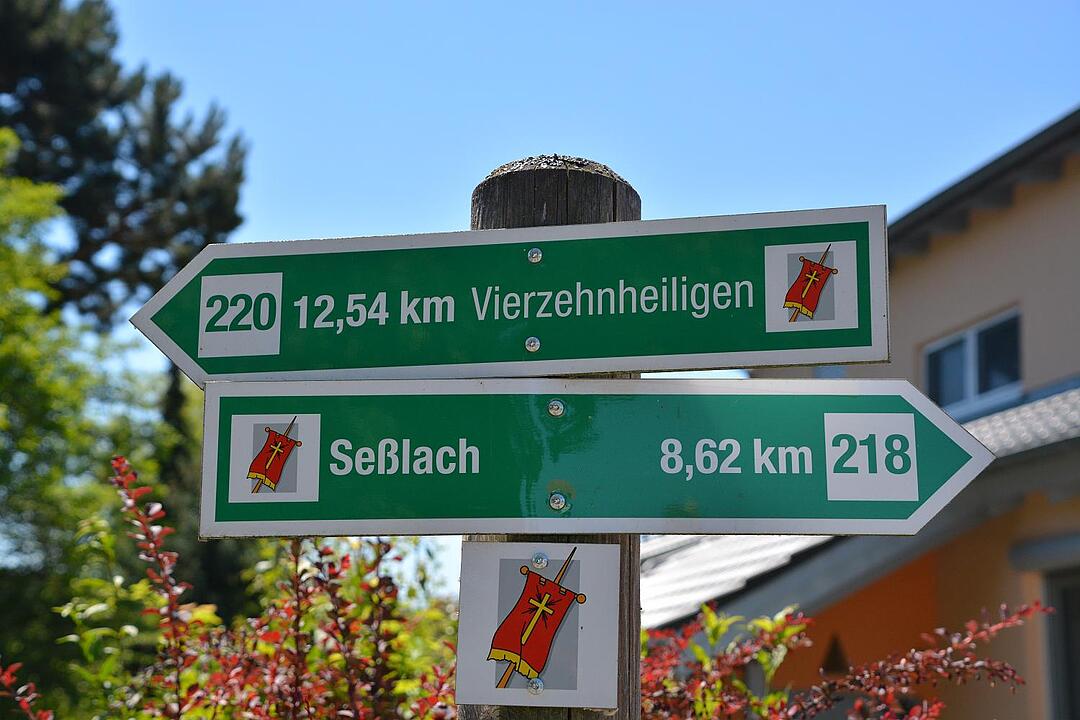 220 12,54 km Vierzehnheiligen
Seßlach 8,62 km 218